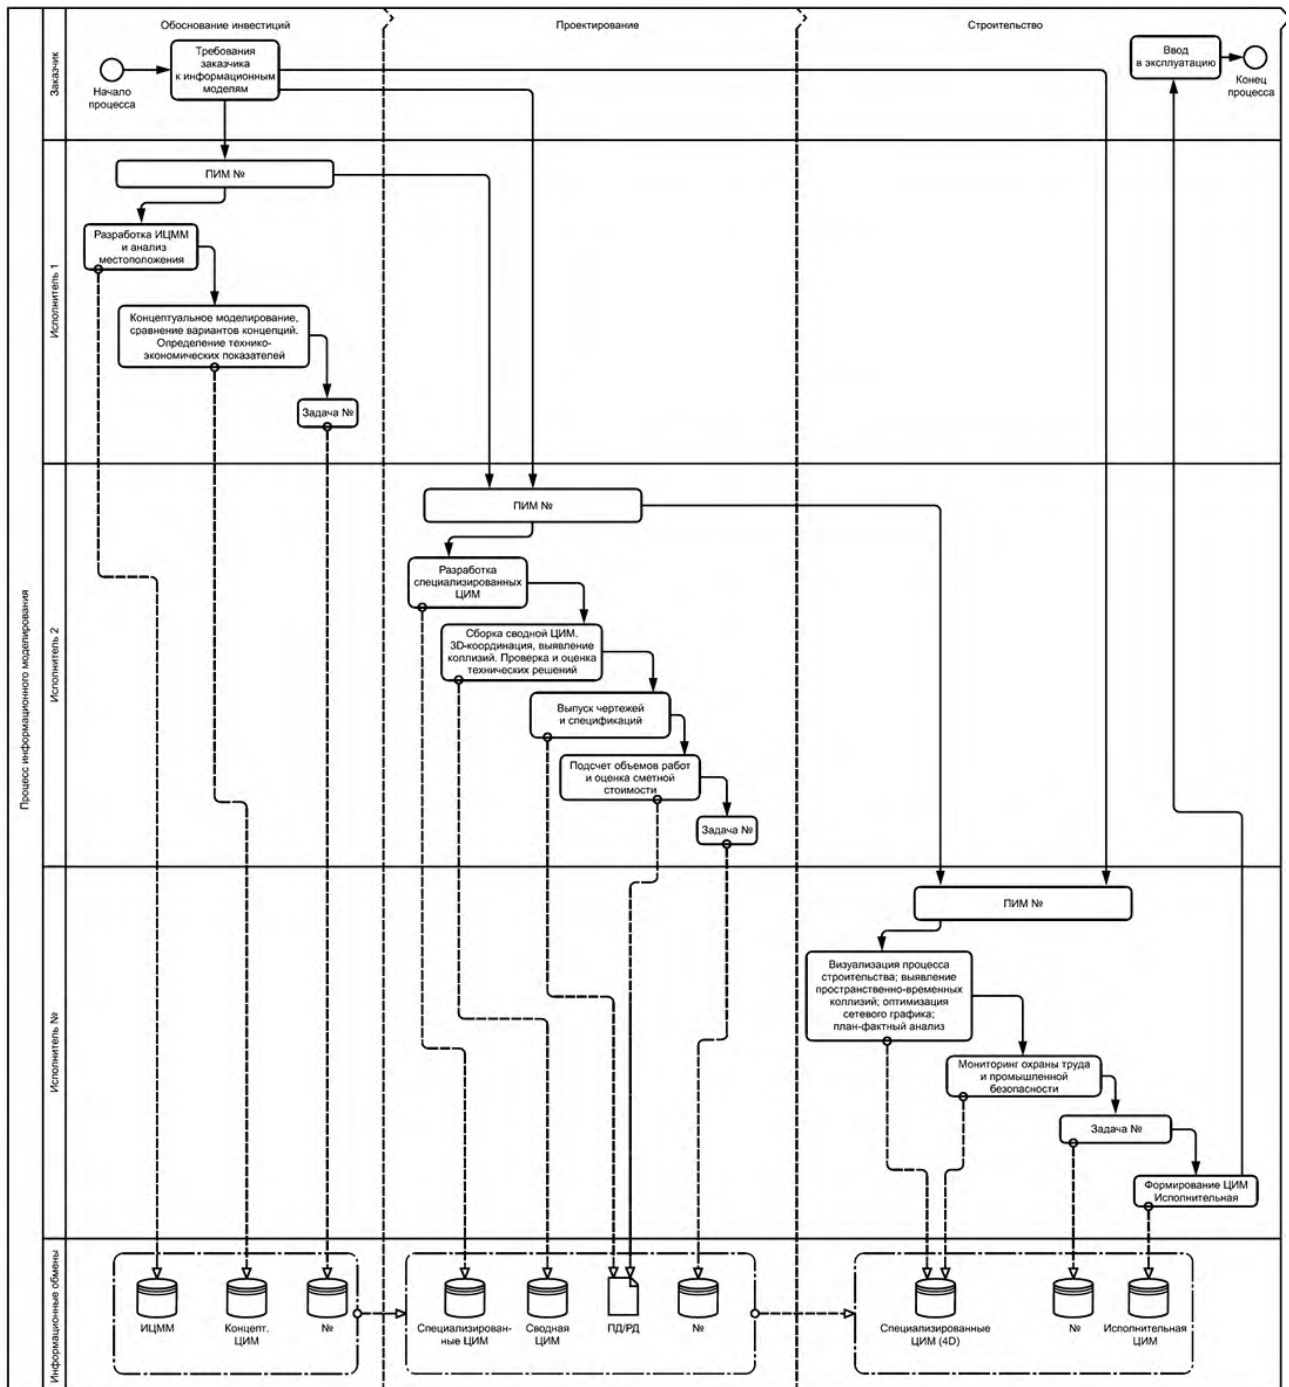 Обоснование инвестиций
Проектирование
Строительство
Процесс информационного моделирования
Заказчик
Начало
процесса
Требования
заказчика
к информационным
моделям
Ввод
в эксплуатацию
Конец
процесса
Исполнитель 1
ПИМ №
Разработка ИЦММ
и анализ
местоположения
Концептуальное моделирование,
сравнение вариантов концепций.
Определение технико-
экономических показателей
Задача №
Исполнитель 2
ПИМ №
Разработка
специализированных
ЦИМ
Сборка сводной ЦИМ.
3D-координация, выявление
коллизий. Проверка и оценка
технических решений
Выпуск чертежей
и спецификаций
Подсчет объемов работ
и оценка сметной
стоимости
Задача №
Исполнитель №
ПИМ №
Визуализация процесса
строительства; выявление
пространственно-временных
коллизий; оптимизация
сетевого графика;
план-фактный анализ
Мониторинг охраны труда
и промышленной
безопасности
Задача №
Формирование ЦИМ
Исполнительная
Информационные обмены
ИЦММ
Концепт.
ЦИМ
№
Специализирован-
ные ЦИМ
Сводная
ЦИМ
ПД/РД
№
Специализированные
ЦИМ (4D)
№
Исполнительная
ЦИМ